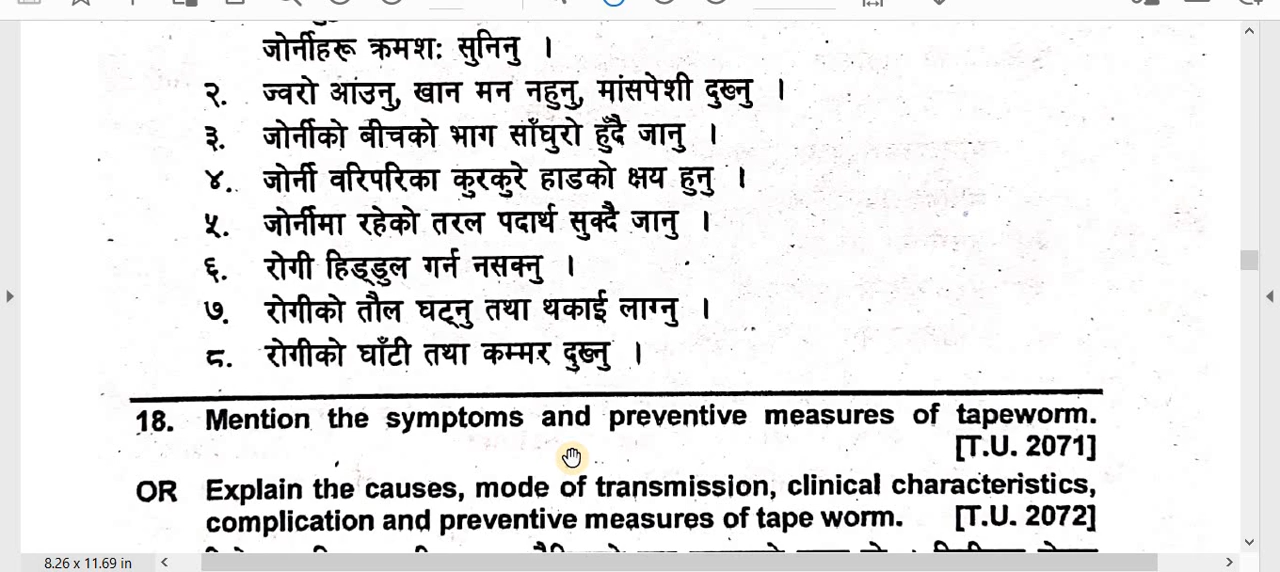 जोर्नीहरू क्रमशः सुनिनु ।
२. ज्वरो आंउनु, खान मन नहुनु, मांसपेशी दुख्नु ।
३. जोर्नीको बीचको भाग साँघुरो हुँदै जानु ।
४. जोर्नी वरिपरिका कुरकुरे हाडको क्षय हुनु ।
५. जोर्नीमा रहेको तरल पदार्थ सुक्दै जानु ।
६. रोगी हिड्डुल गर्न नसक्नु ।
७. रोगीको तौल घट्नु तथा थकाई लाग्नु ।
८. रोगीको घाँटी तथा कम्मर दुख्नु ।
18. Mention the symptoms and preventive measures of tapeworm.
[T.U. 2071]
OR Explain the causes, mode of transmission, clinical characteristics,
complication and preventive measures of tape worm. [T.U. 2072]
8.26 x 11.69 in